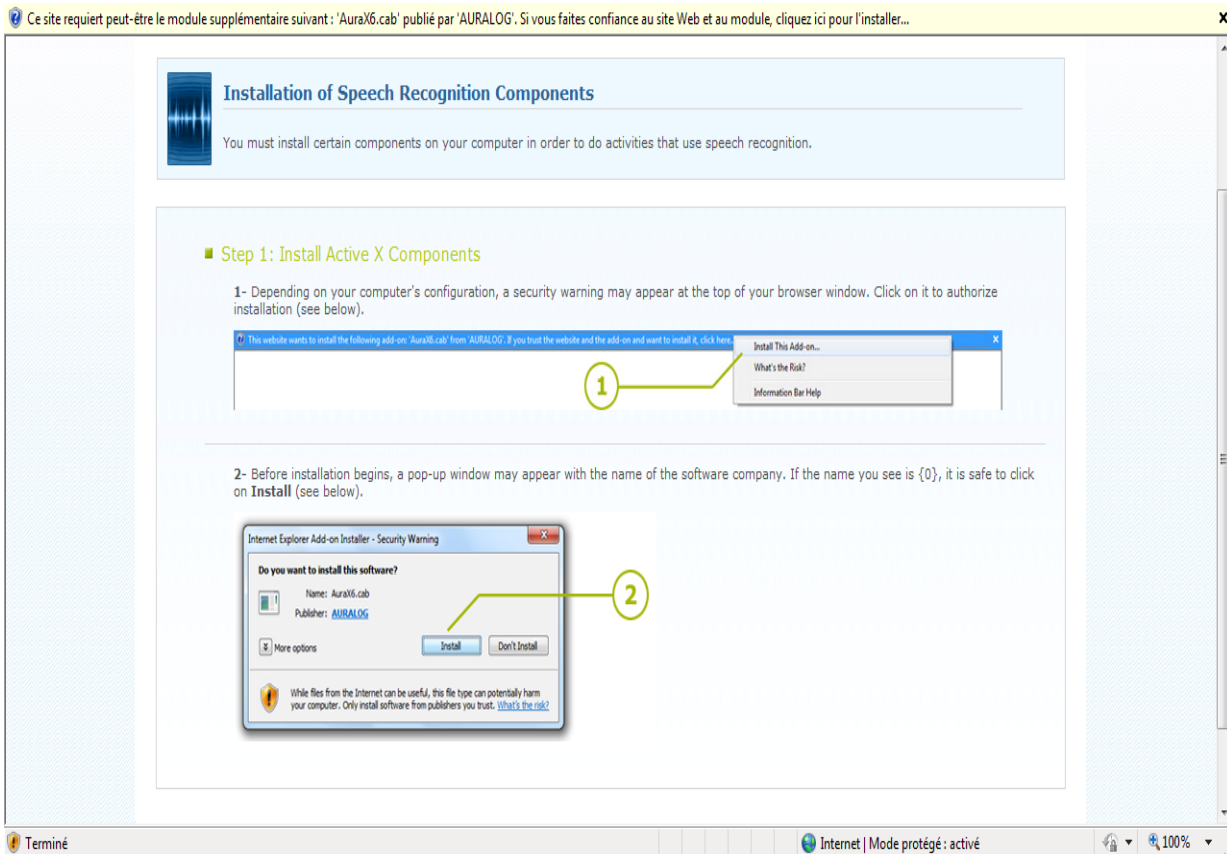 Ce site requiert peut-être le module supplémentaire suivant : 'AuraX6.cab' publié par 'AURALOG'. Si vous faites confiance au site Web et au module, cliquez ici pour l'installer...
x
Installation of Speech Recognition Components
You must install certain components on your computer in order to do activities that use speech recognition.
Step 1: Install Active X Components
1- Depending on your computer's configuration, a security warning may appear at the top of your browser window. Click on it to authorize
installation (see below).
This website wants to install the following add-on: 'AuraX6.cab' from 'AURALOG'. If you trust the website and the add-on and want to install it, click here...
x
Install This Add-on...
What's the Risk?
Information Bar Help
1
2- Before installation begins, a pop-up window may appear with the name of the software company. If the name you see is {0}, it is safe to click
on Install (see below).
Internet Explorer Add-on Installer - Security Warning
x
Do you want to install this software?
Name: AuraX6.cab
Publisher: AURALOG
More options
Install
Don't Install
2
While files from the Internet can be useful, this file type can potentially harm
your computer. Only install software from publishers you trust. What's the risk?
Terminé
Internet | Mode protégé : activé
100%